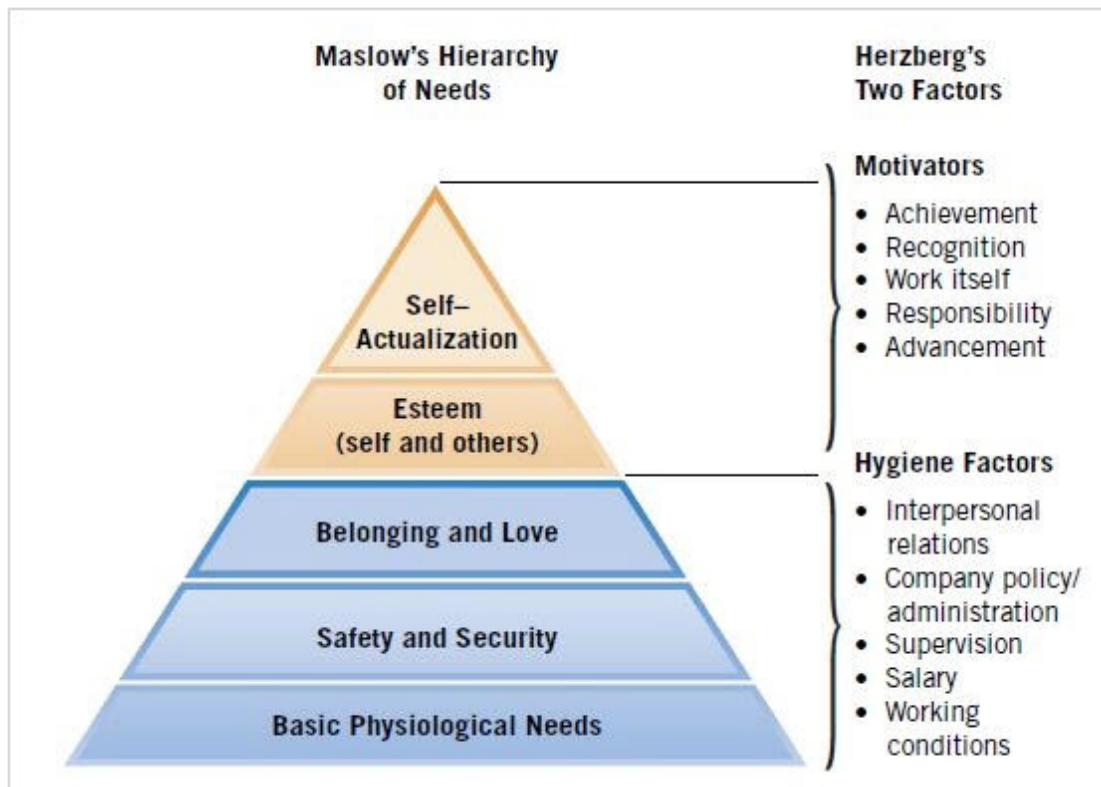 Maslow's Hierarchy
of Needs
Herzberg's
Two Factors
Self–
Actualization
Esteem
(self and others)
Belonging and Love
Safety and Security
Basic Physiological Needs
Motivators
• Achievement
• Recognition
• Work itself
• Responsibility
• Advancement
Hygiene Factors
• Interpersonal
relations
• Company policy/
administration
• Supervision
• Salary
• Working
conditions